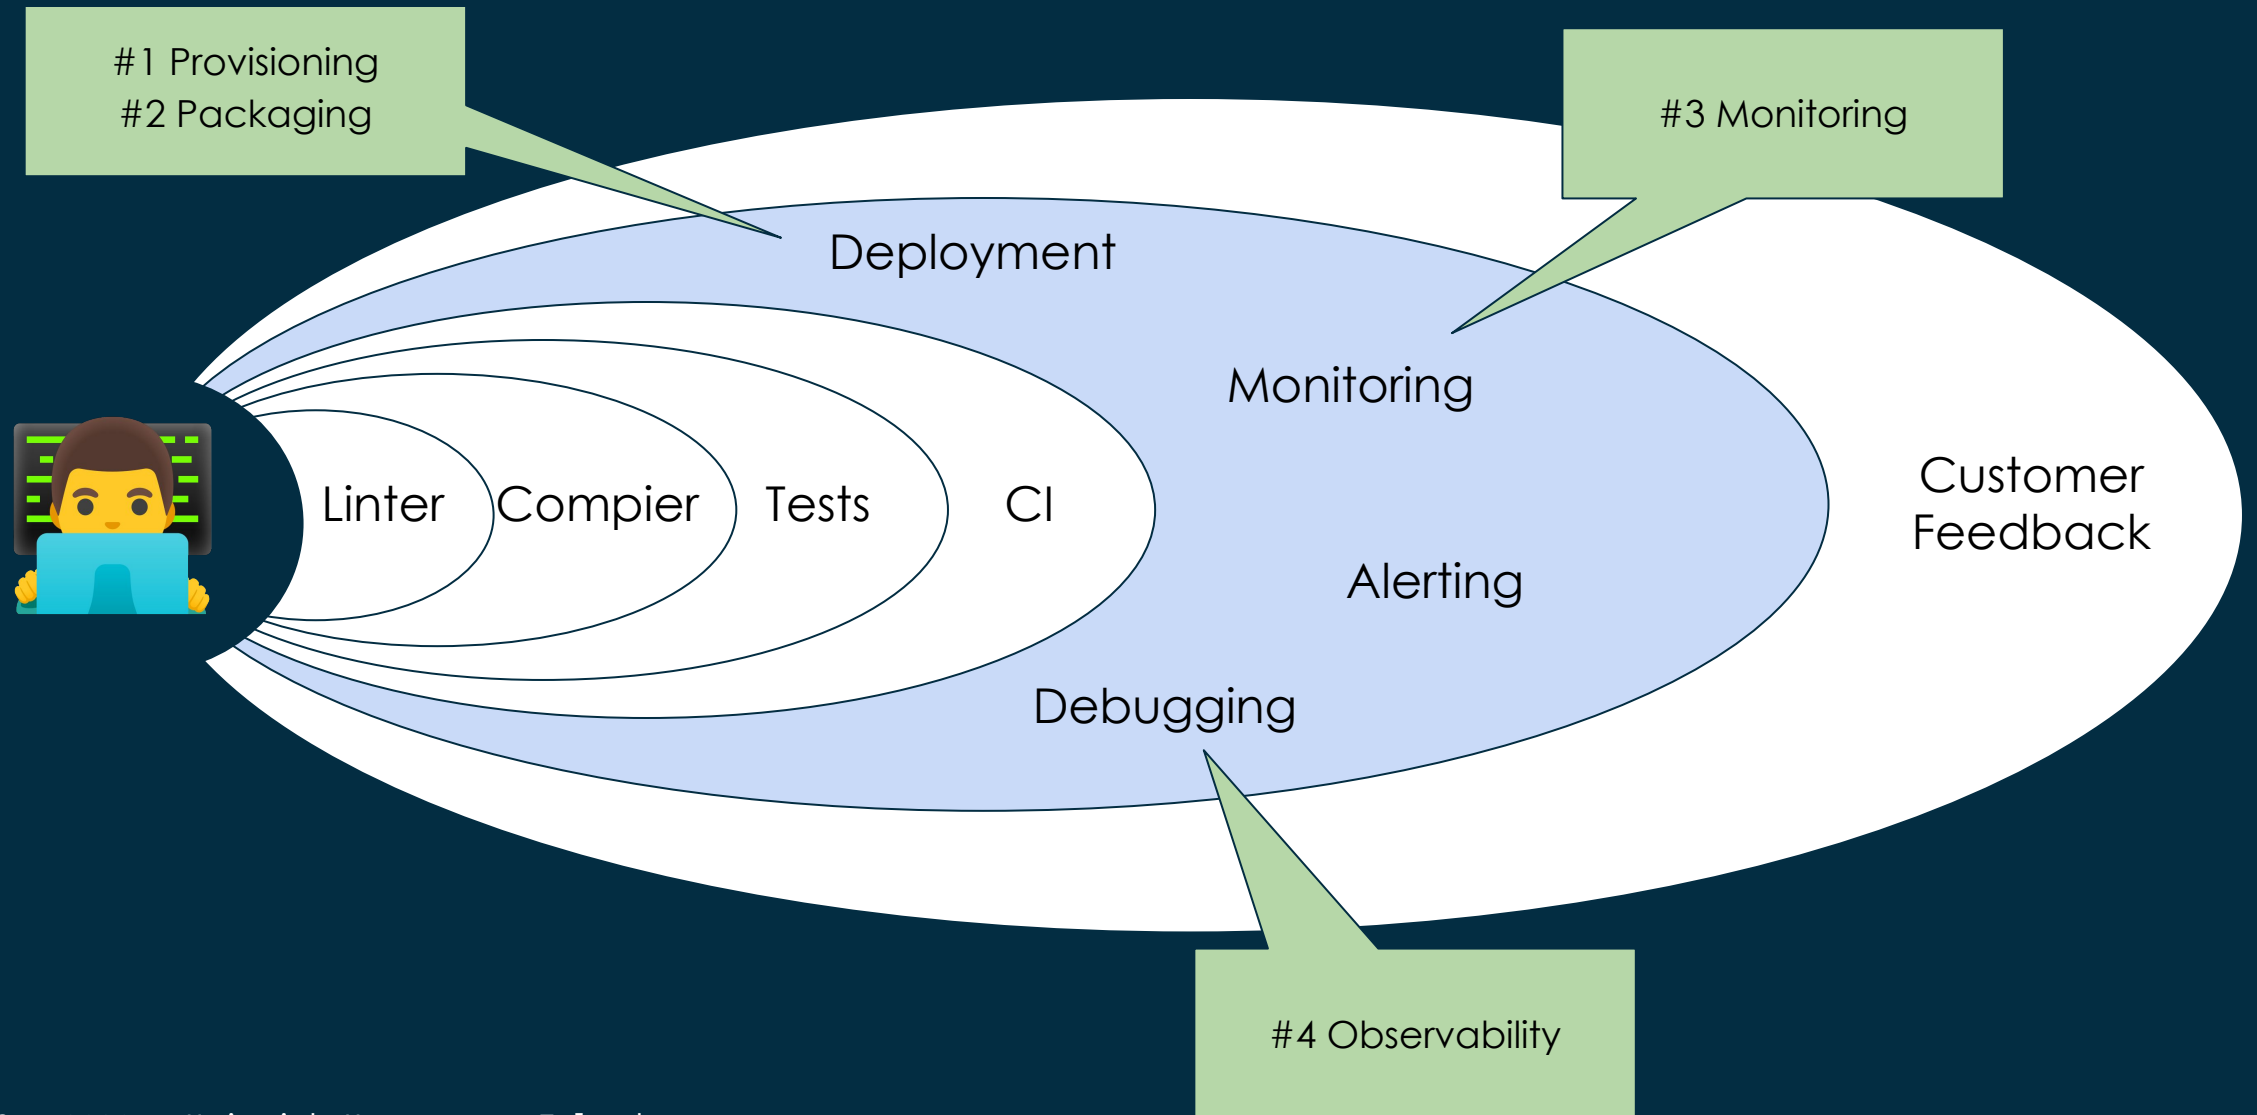 #1 Provisioning
#2 Packaging
#3 Monitoring
Deployment
Monitoring
Linter
Compier
Tests
CI
Customer
Feedback
Alerting
Debugging
#4 Observability